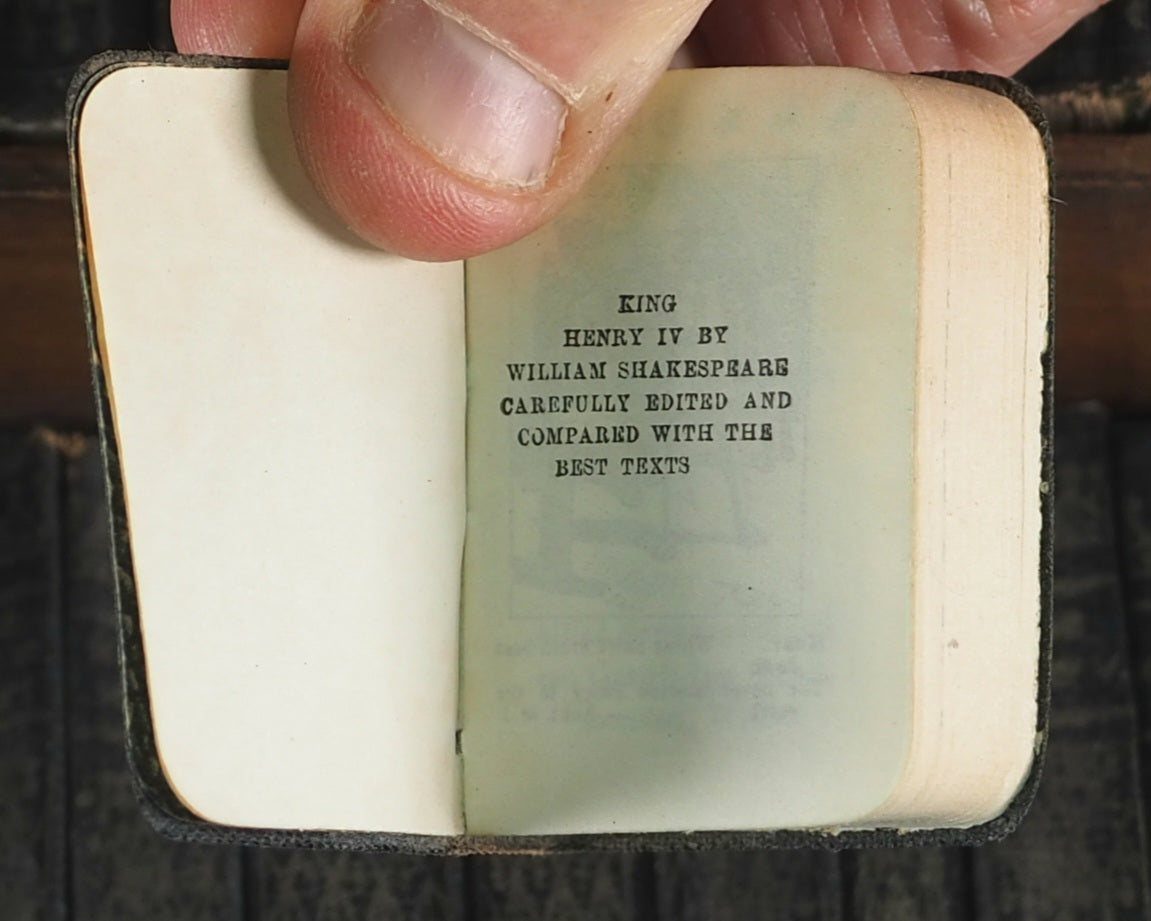 KING
HENRY IV BY
WILLIAM SHAKESPEARE
CAREFULLY EDITED AND
COMPARED WITH THE
BEST TEXTS